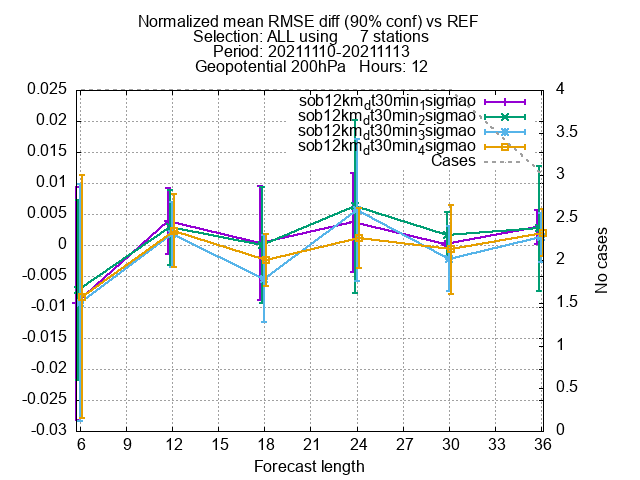 Normalized mean RMSE diff (90% conf) vs REF
Selection: ALL using 7 stations
Period: 20211110-20211113
Geopotential 200hPa Hours: 12
sob12km_dt30min_1sigmao
sob12km_dt30min_2sigmao
sob12km_dt30min_3sigmao
sob12km_dt30min_4sigmao
Cases
0.025
0.02
0.015
0.01
0.005
0
-0.005
-0.01
-0.015
-0.02
-0.025
-0.03
4
3.5
3
2.5
2
1.5
1
0.5
0
No cases
6 9 12 15 18 21 24 27 30 33 36
Forecast length